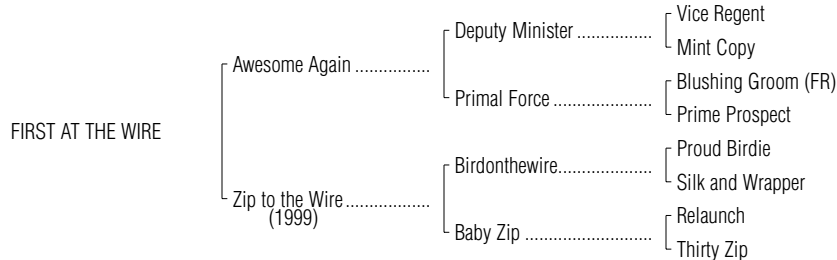 Vice Regent
Deputy Minister ................
Mint Copy
Awesome Again ................
Blushing Groom (FR)
Primal Force .....................
Prime Prospect
FIRST AT THE WIRE
Proud Birdie
Birdonthewire....................
Silk and Wrapper
Zip to the Wire..................
(1999)
Relaunch
Baby Zip ..........................
Thirty Zip